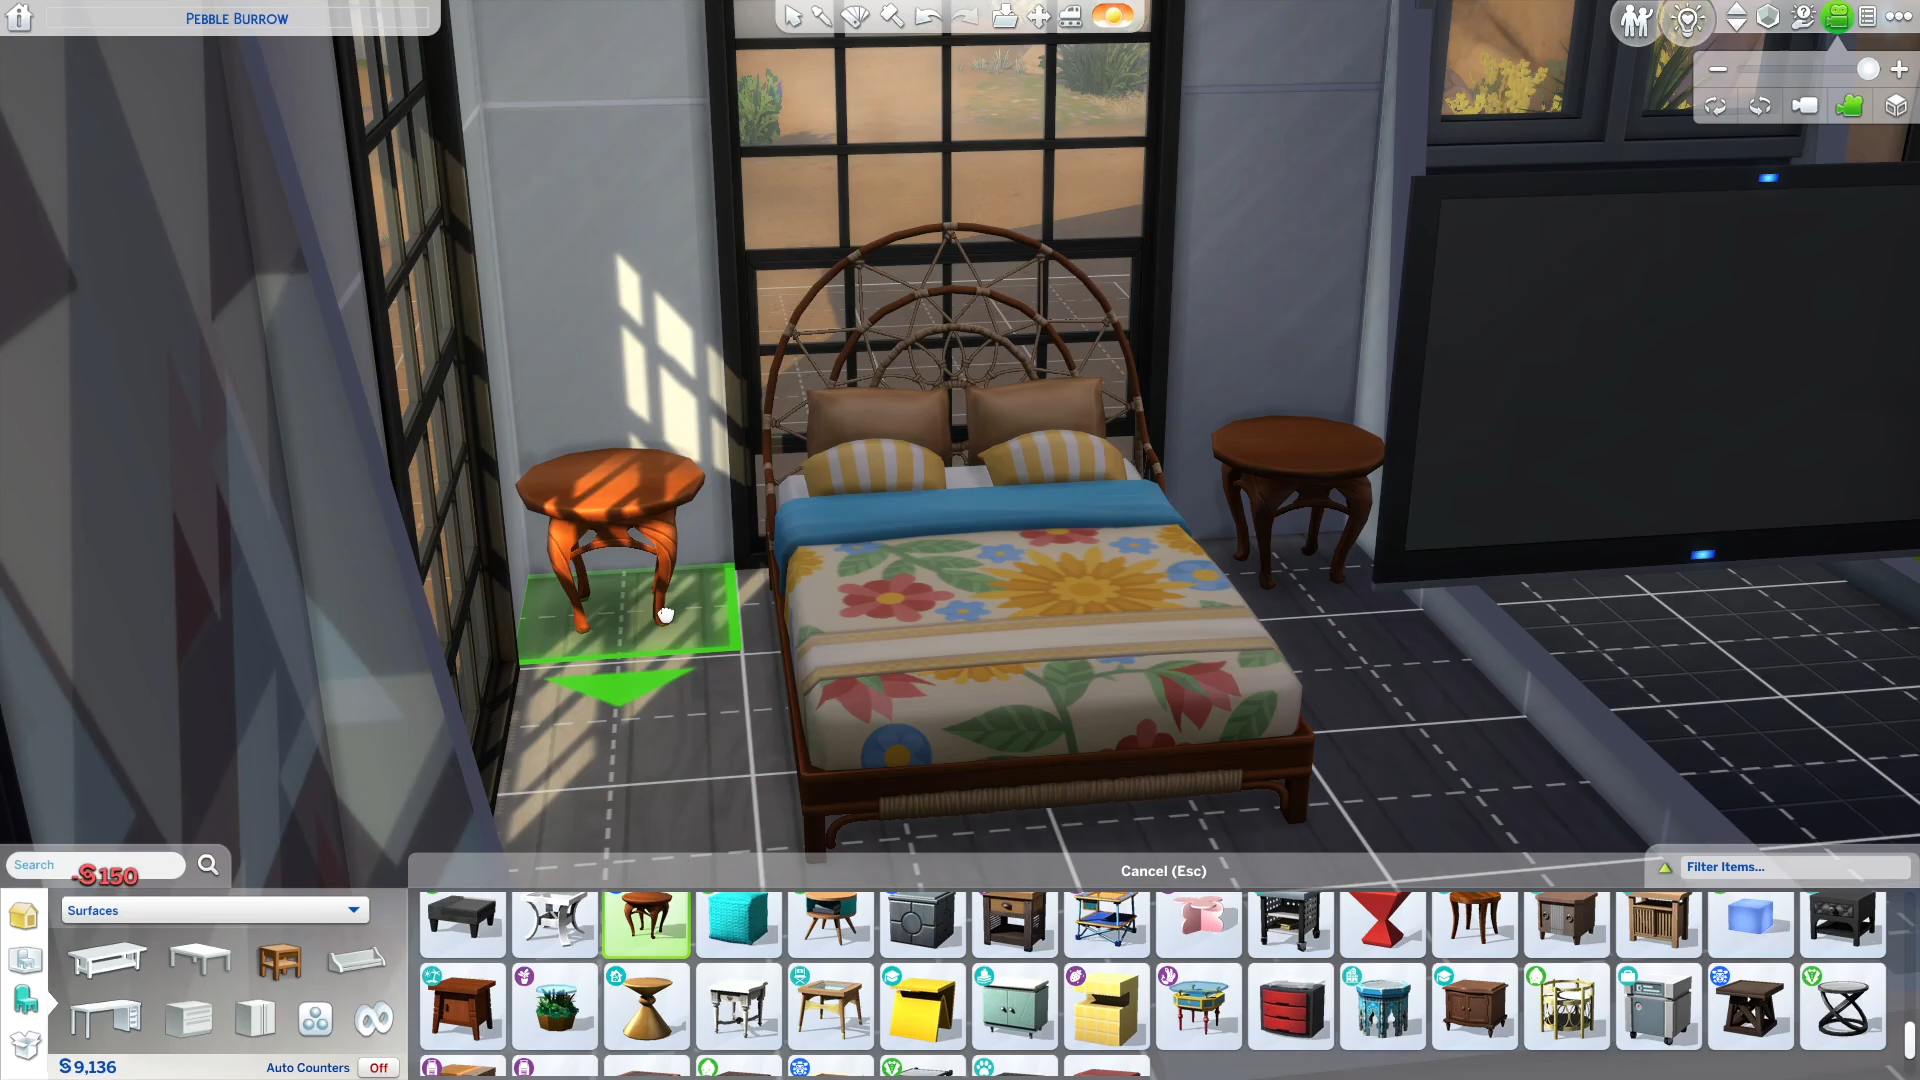 PEBBLE BURROW
Search
-§150
Cancel (Esc)
Filter Items...
Surfaces
§9,136
Auto Counters
Off